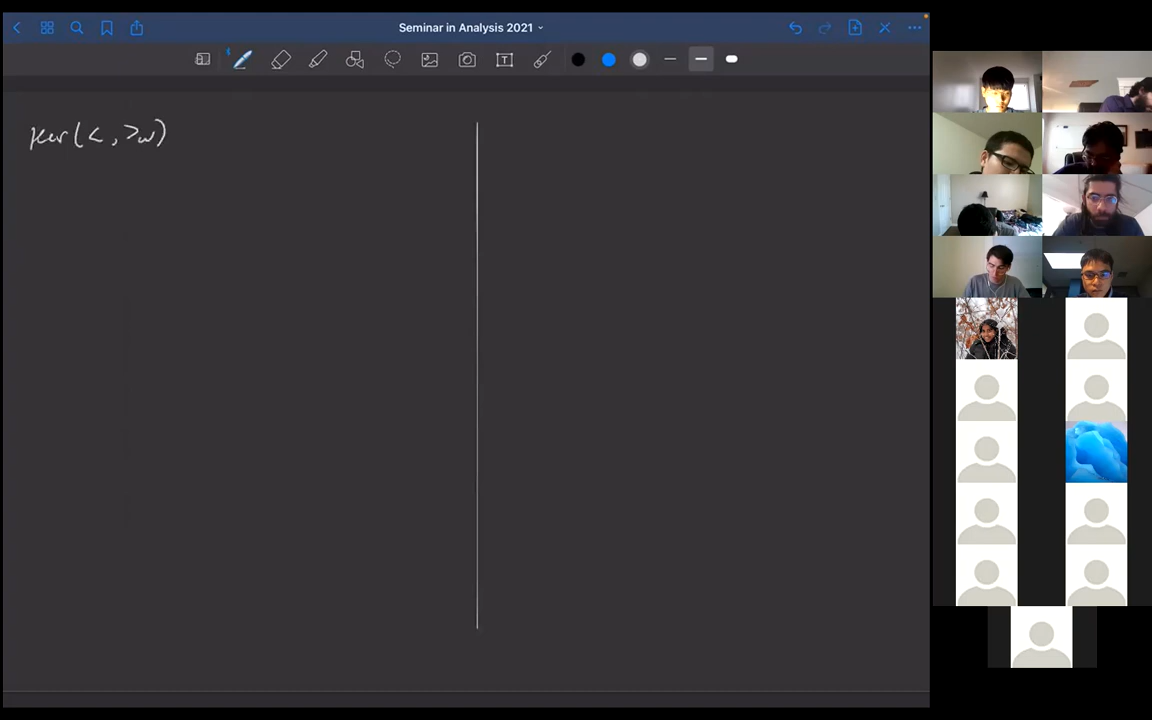 Seminar in Analysis 2021
ker(< , >ω)